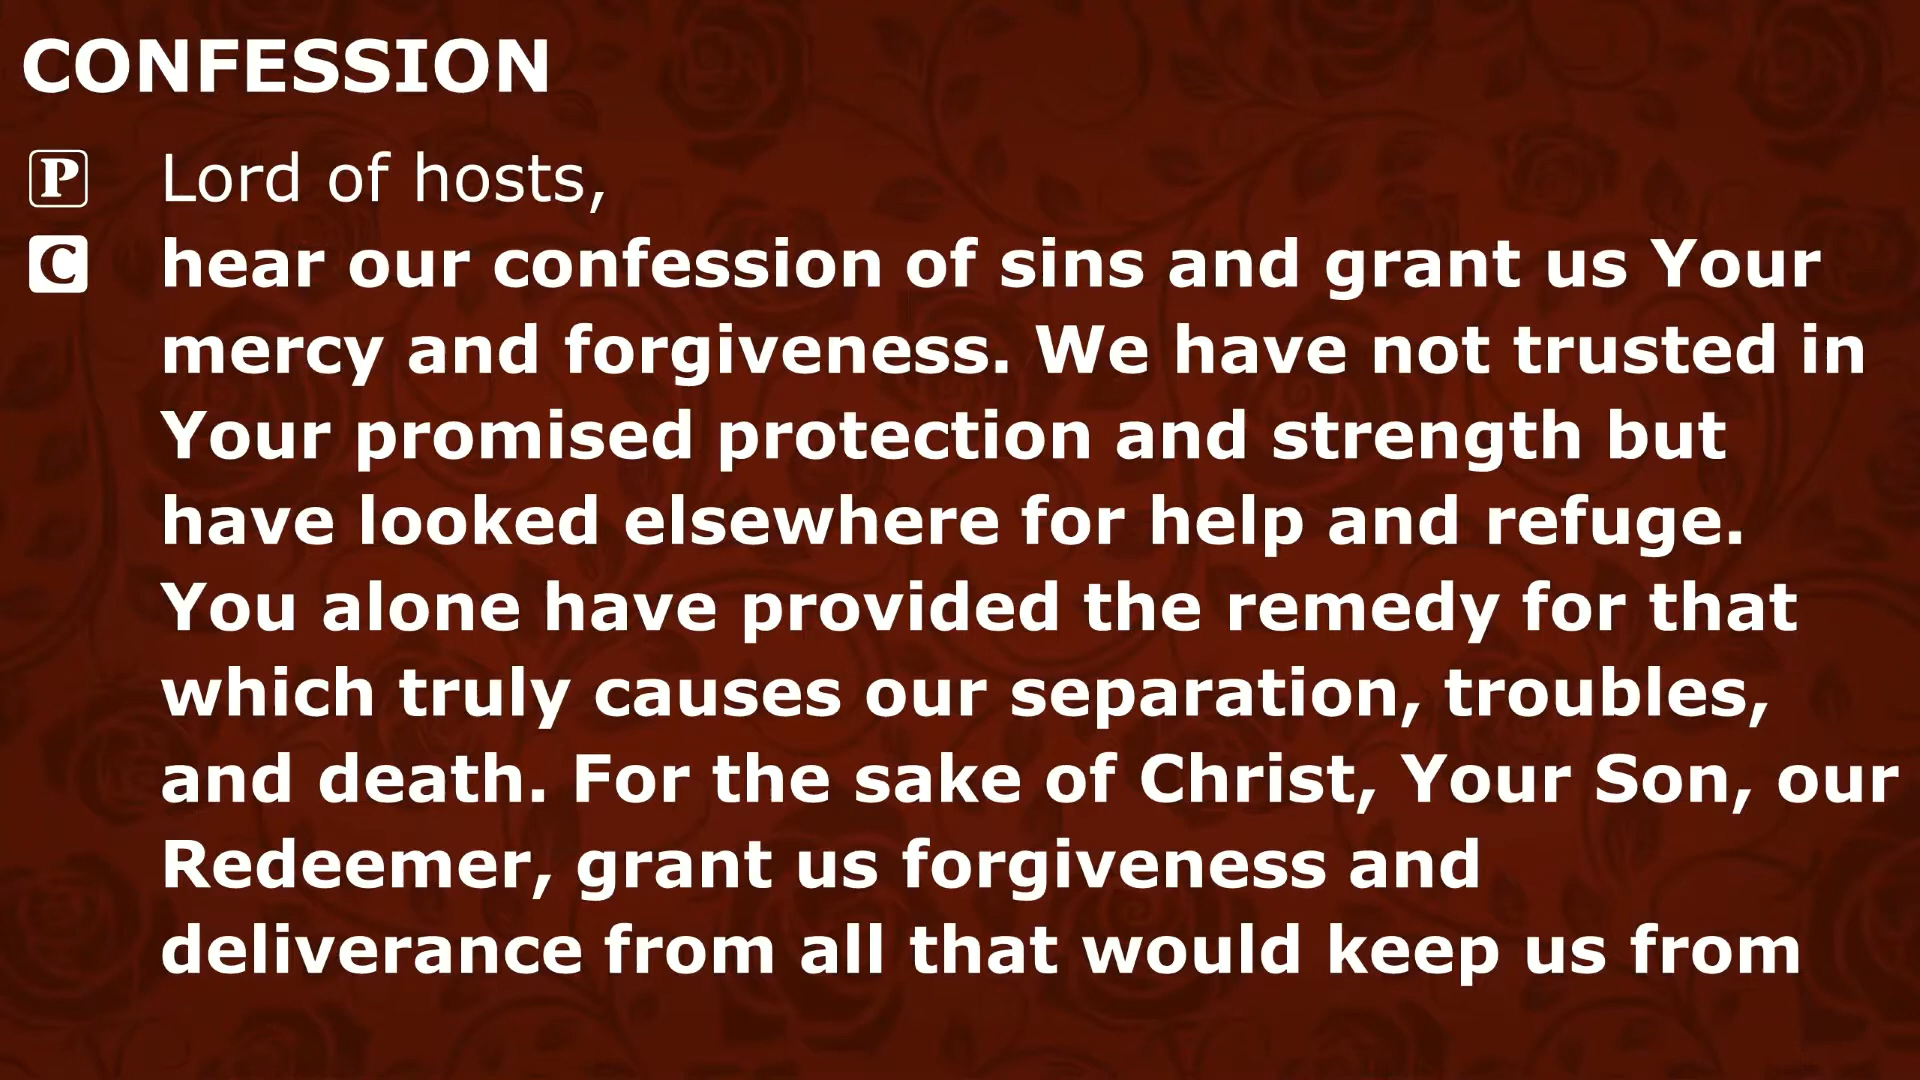 CONFESSION
P Lord of hosts,
C hear our confession of sins and grant us Your
mercy and forgiveness. We have not trusted in
Your promised protection and strength but
have looked elsewhere for help and refuge.
You alone have provided the remedy for that
which truly causes our separation, troubles,
and death. For the sake of Christ, Your Son, our
Redeemer, grant us forgiveness and
deliverance from all that would keep us from